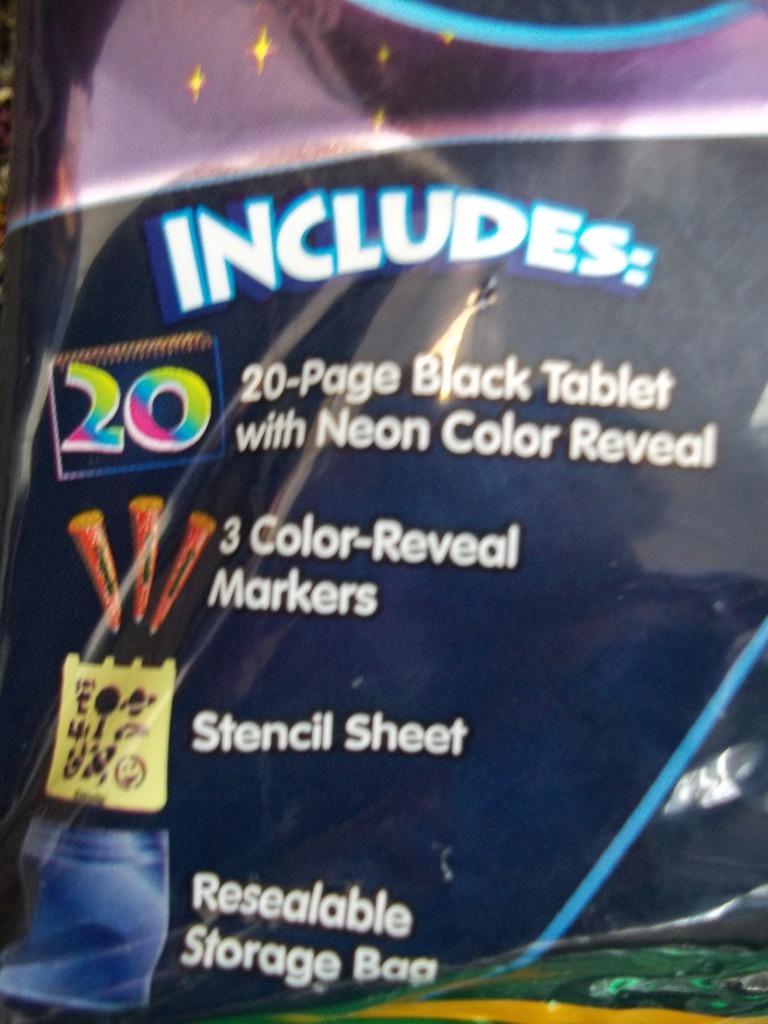 INCLUDES:
20
20-Page Black Tablet
with Neon Color Reveal
3 Color-Reveal
Markers
Stencil Sheet
Resealable
Storage Bag